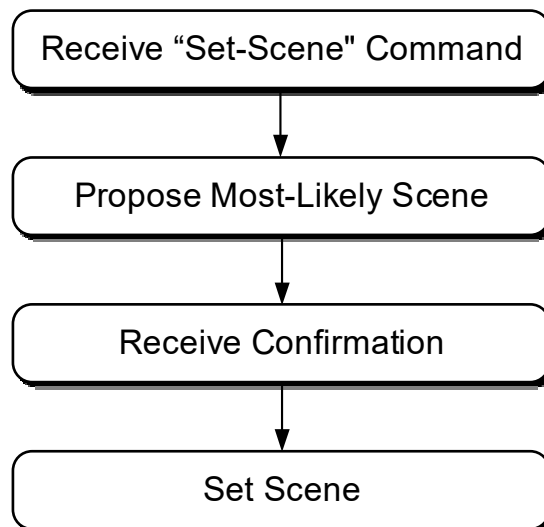 Receive “Set-Scene" Command
Propose Most-Likely Scene
Receive Confirmation
Set Scene